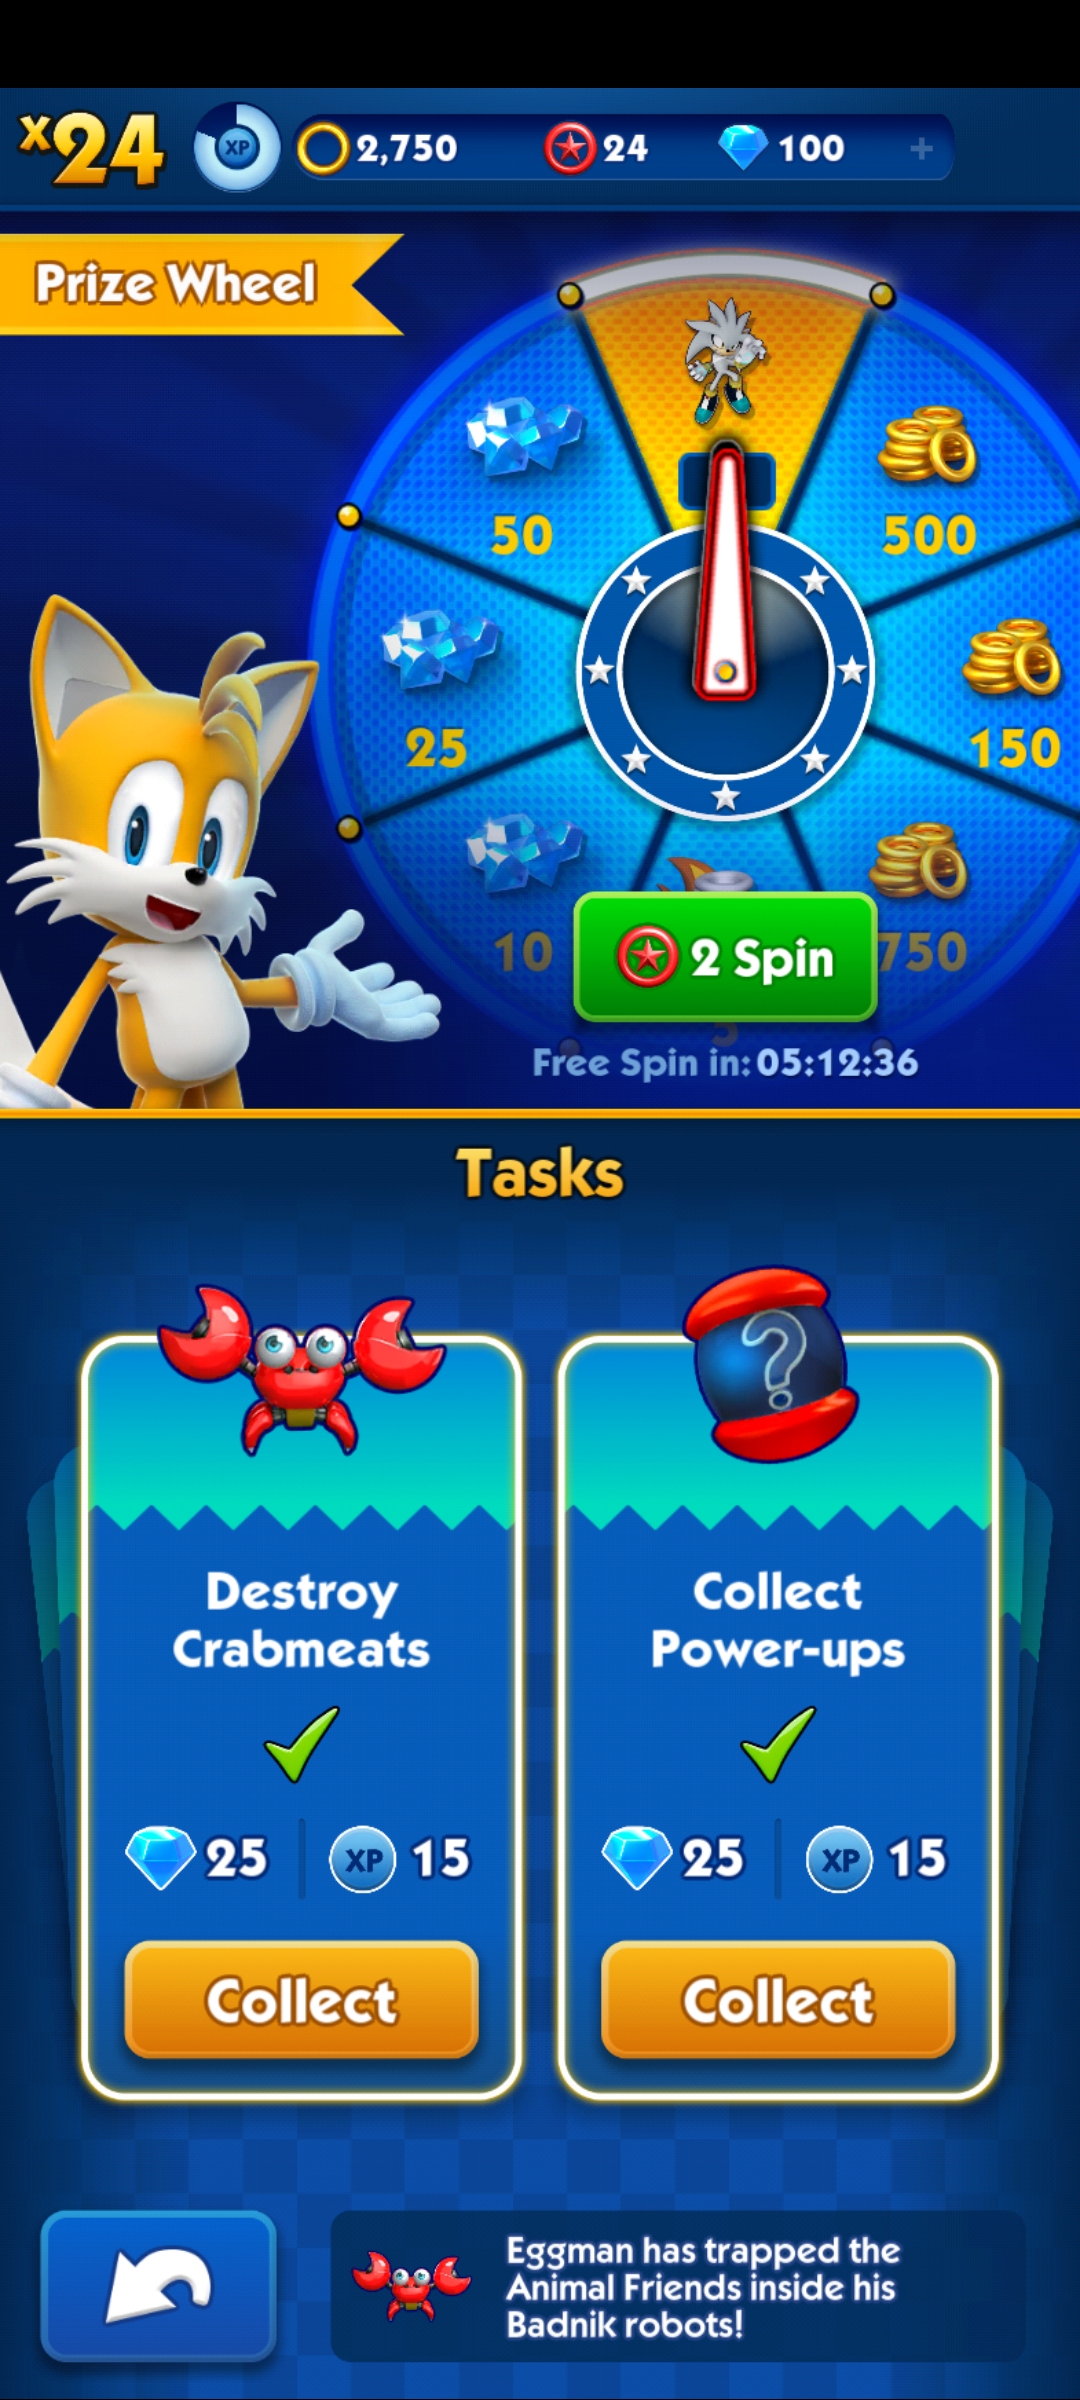 x24 XP 2,750 24 100 +
Prize Wheel
50
500
25
150
10
750
2 Spin
Free Spin in: 05:12:36
Tasks
?
Destroy
Crabmeats
25 XP 15
Collect
Collect
Power-ups
25 XP 15
Collect
Eggman has trapped the
Animal Friends inside his
Badnik robots!